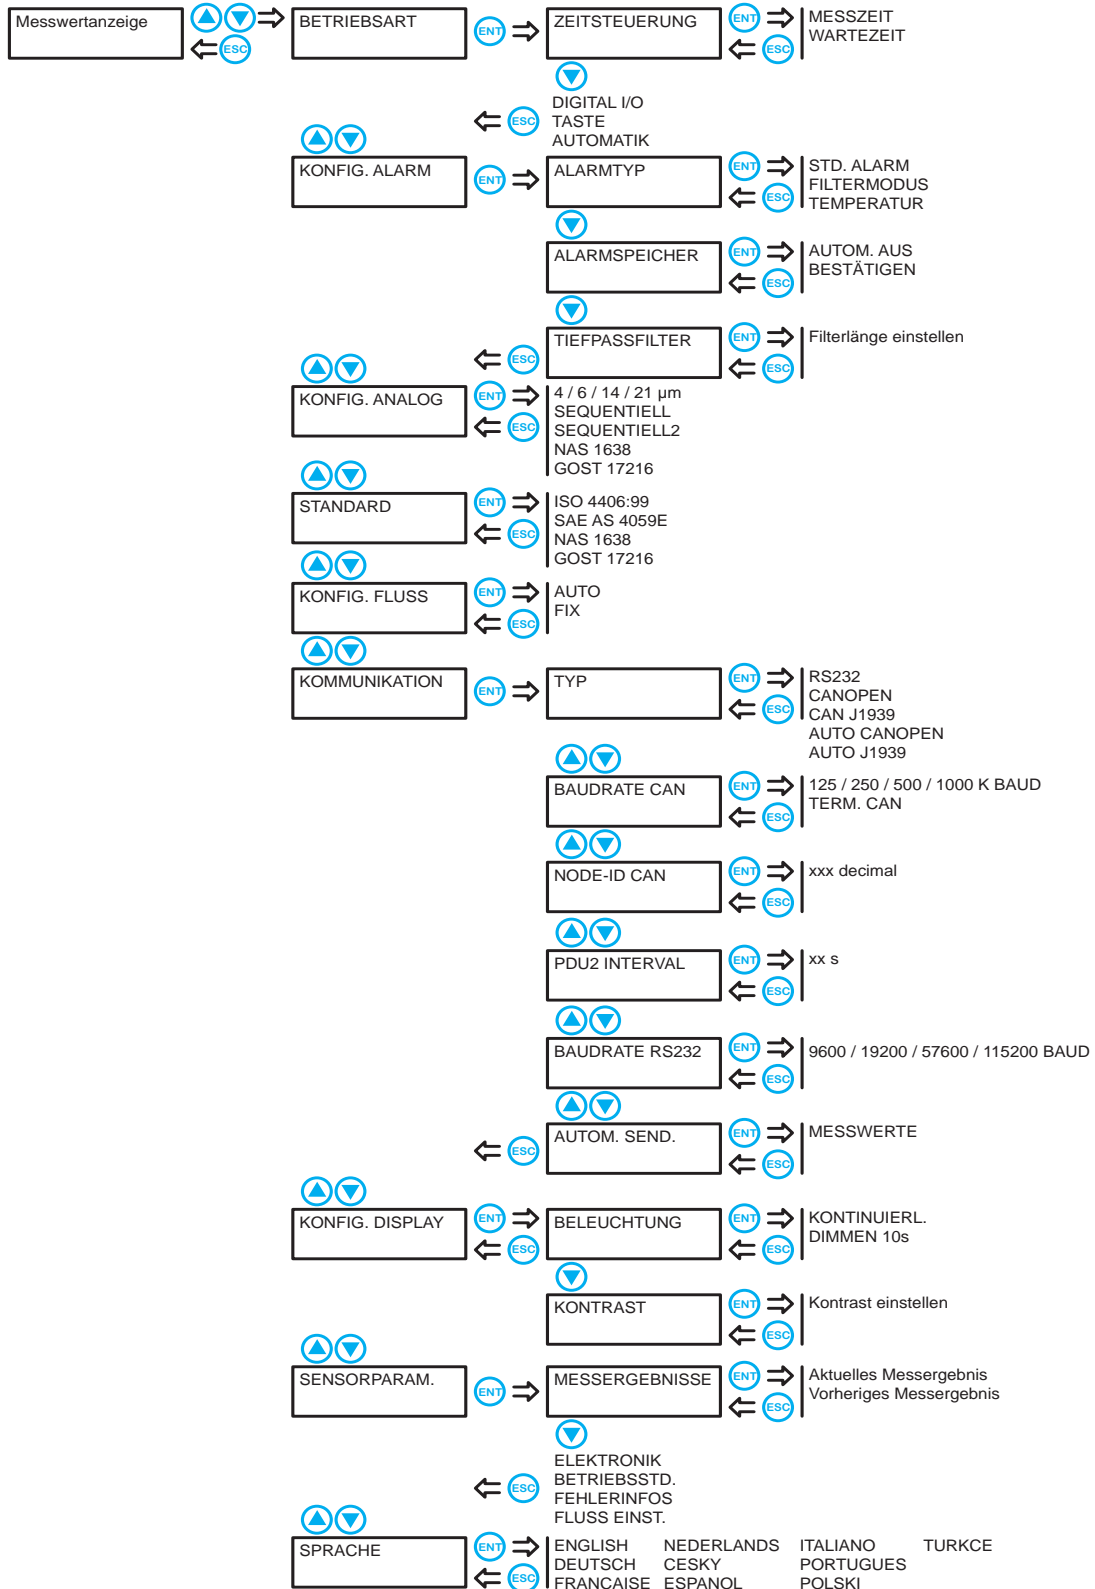 Messwertanzeige
ESC
BETRIEBSART
ENT
ZEITSTEUERUNG
ENT
ESC
MESSZEIT
WARTEZEIT
DIGITAL I/O
TASTE
AUTOMATIK
ESC
KONFIG. ALARM
ENT
ALARMTYP
ENT
ESC
STD. ALARM
FILTERMODUS
TEMPERATUR
ALARMSPEICHER
ENT
ESC
AUTOM. AUS
BESTÄTIGEN
TIEFPASSFILTER
ENT
ESC
Filterlänge einstellen
ESC
KONFIG. ANALOG
ENT
ESC
4 / 6 / 14 / 21 µm
SEQUENTIELL
SEQUENTIELL2
NAS 1638
GOST 17216
STANDARD
ENT
ESC
ISO 4406:99
SAE AS 4059E
NAS 1638
GOST 17216
KONFIG. FLUSS
ENT
ESC
AUTO
FIX
KOMMUNIKATION
ENT
TYP
ENT
ESC
RS232
CANOPEN
CAN J1939
AUTO CANOPEN
AUTO J1939
BAUDRATE CAN
ENT
ESC
125 / 250 / 500 / 1000 K BAUD
TERM. CAN
NODE-ID CAN
ENT
ESC
xxx decimal
PDU2 INTERVAL
ENT
ESC
xx s
BAUDRATE RS232
ENT
ESC
9600 / 19200 / 57600 / 115200 BAUD
AUTOM. SEND.
ENT
ESC
MESSWERTE
ESC
KONFIG. DISPLAY
ENT
ESC
BELEUCHTUNG
ENT
ESC
KONTINUIERL.
DIMMEN 10s
KONTRAST
ENT
ESC
Kontrast einstellen
SENSORPARAM.
ENT
MESSERGEBNISSE
ENT
ESC
Aktuelles Messergebnis
Vorheriges Messergebnis
ELEKTRONIK
BETRIEBSSTD.
FEHLERINFOS
FLUSS EINST.
ESC
SPRACHE
ENT
ESC
ENGLISH NEDERLANDS ITALIANO TURKCE
DEUTSCH CESKY PORTUGUES
FRANCAISE ESPANOL POLSKI